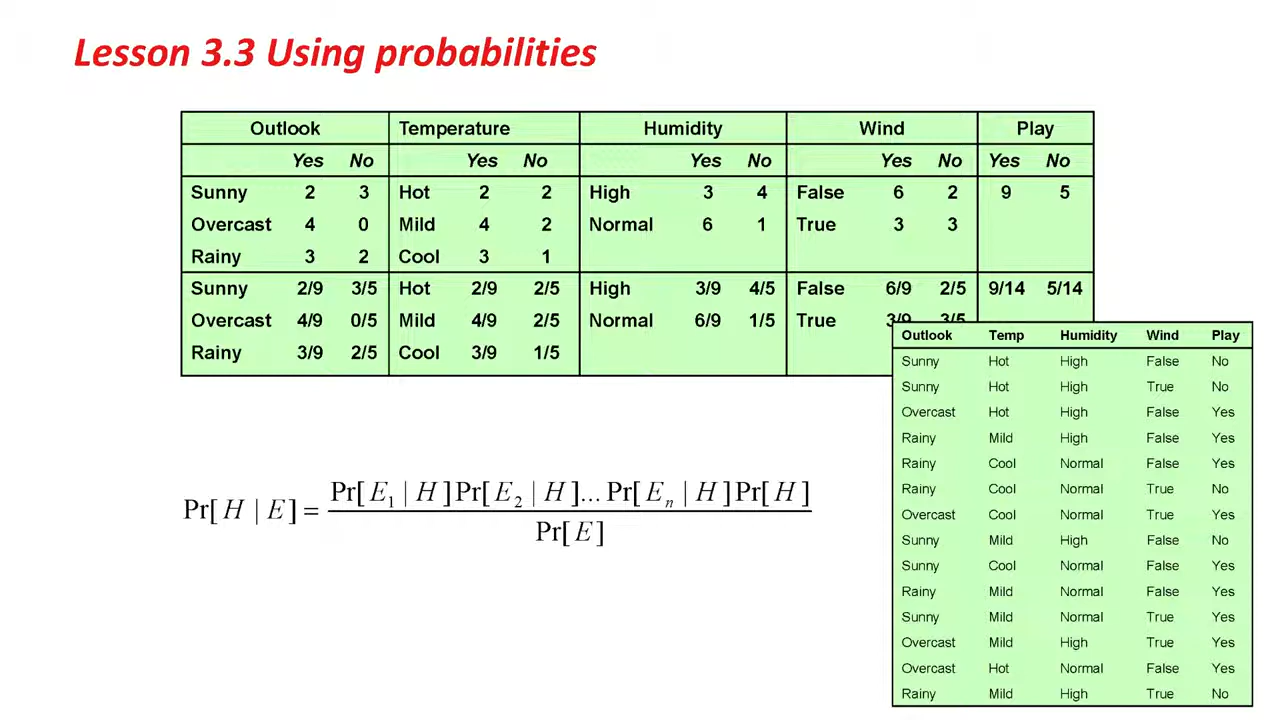 Lesson 3.3 Using probabilities
Outlook Temperature Humidity Wind Play
Yes No Yes No Yes No Yes No Yes No
Sunny 2 3 Hot 2 2 High 3 4 False 6 2 9 5
Overcast 4 0 Mild 4 2 Normal 6 1 True 3 3
Rainy 3 2 Cool 3 1
Sunny 2/9 3/5 Hot 2/9 2/5 High 3/9 4/5 False 6/9 2/5 9/14 5/14
Overcast 4/9 0/5 Mild 4/9 2/5 Normal 6/9 1/5 True 3/9 3/5
Rainy 3/9 2/5 Cool 3/9 1/5
Outlook Temp Humidity Wind Play
Sunny Hot High False No
Sunny Hot High True No
Overcast Hot High False Yes
Rainy Mild High False Yes
Rainy Cool Normal False Yes
Rainy Cool Normal True No
Overcast Cool Normal True Yes
Sunny Mild High False No
Sunny Cool Normal False Yes
Rainy Mild Normal False Yes
Sunny Mild Normal True Yes
Overcast Mild High True Yes
Overcast Hot Normal False Yes
Rainy Mild High True No
Pr[E₁ | H]Pr[E₂ | H]... Pr[Eₙ | H]Pr[H]
Pr[H | E] =
Pr[E]